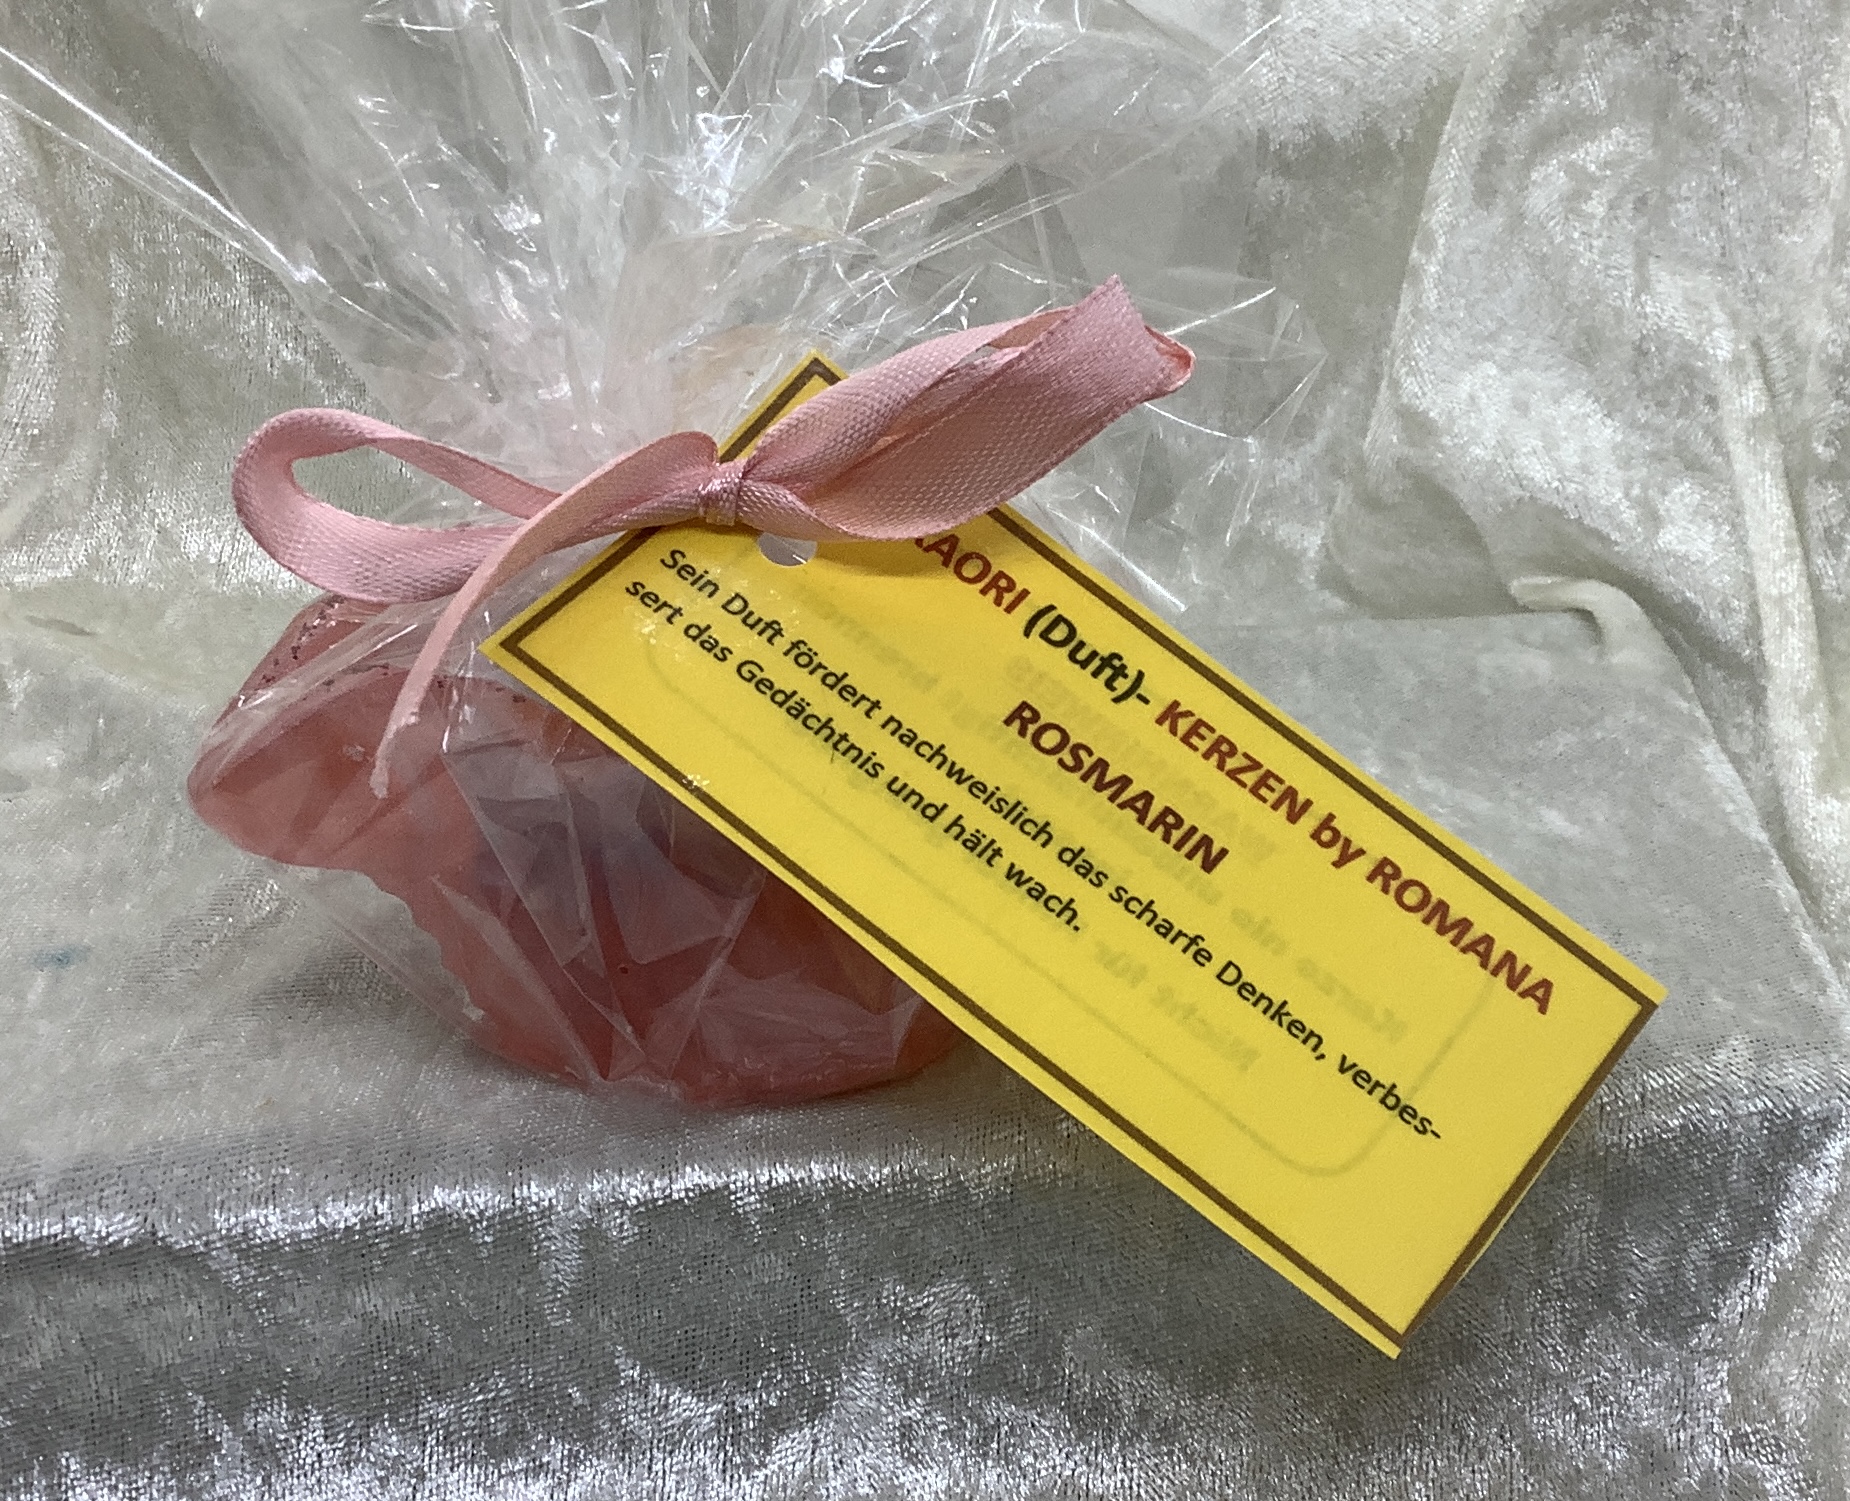 KAORI (Duft)- KERZEN by ROMANA
ROSMARIN
Sein Duft fördert nachweislich das scharfe Denken, verbes-
sert das Gedächtnis und hält wach.